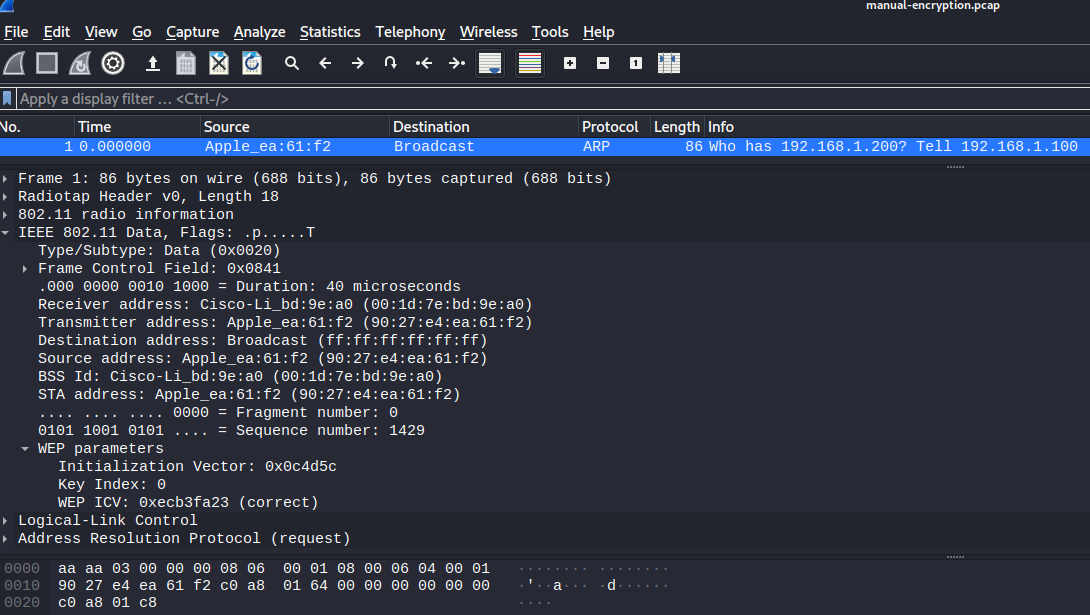 manual-encryption.pcap
File Edit View Go Capture Analyze Statistics Telephony Wireless Tools Help
Apply a display filter ... <Ctrl-/>
No. Time Source Destination Protocol Length Info
1 0.000000 Apple_ea:61:f2 Broadcast ARP 86 Who has 192.168.1.200? Tell 192.168.1.100
Frame 1: 86 bytes on wire (688 bits), 86 bytes captured (688 bits)
Radiotap Header v0, Length 18
802.11 radio information
IEEE 802.11 Data, Flags: .p.....T
Type/Subtype: Data (0x0020)
Frame Control Field: 0x0841
.000 0000 0010 1000 = Duration: 40 microseconds
Receiver address: Cisco-Li_bd:9e:a0 (00:1d:7e:bd:9e:a0)
Transmitter address: Apple_ea:61:f2 (90:27:e4:ea:61:f2)
Destination address: Broadcast (ff:ff:ff:ff:ff:ff)
Source address: Apple_ea:61:f2 (90:27:e4:ea:61:f2)
BSS Id: Cisco-Li_bd:9e:a0 (00:1d:7e:bd:9e:a0)
STA address: Apple_ea:61:f2 (90:27:e4:ea:61:f2)
.... .... .... 0000 = Fragment number: 0
0101 1001 0101 .... = Sequence number: 1429
WEP parameters
Initialization Vector: 0x0c4d5c
Key Index: 0
WEP ICV: 0xecb3fa23 (correct)
Logical-Link Control
Address Resolution Protocol (request)
0000 aa aa 03 00 00 00 08 06 00 01 08 00 06 04 00 01 ········ ········
0010 90 27 e4 ea 61 f2 c0 a8 01 64 00 00 00 00 00 00 ·'··a··· ·d······
0020 c0 a8 01 c8 ····